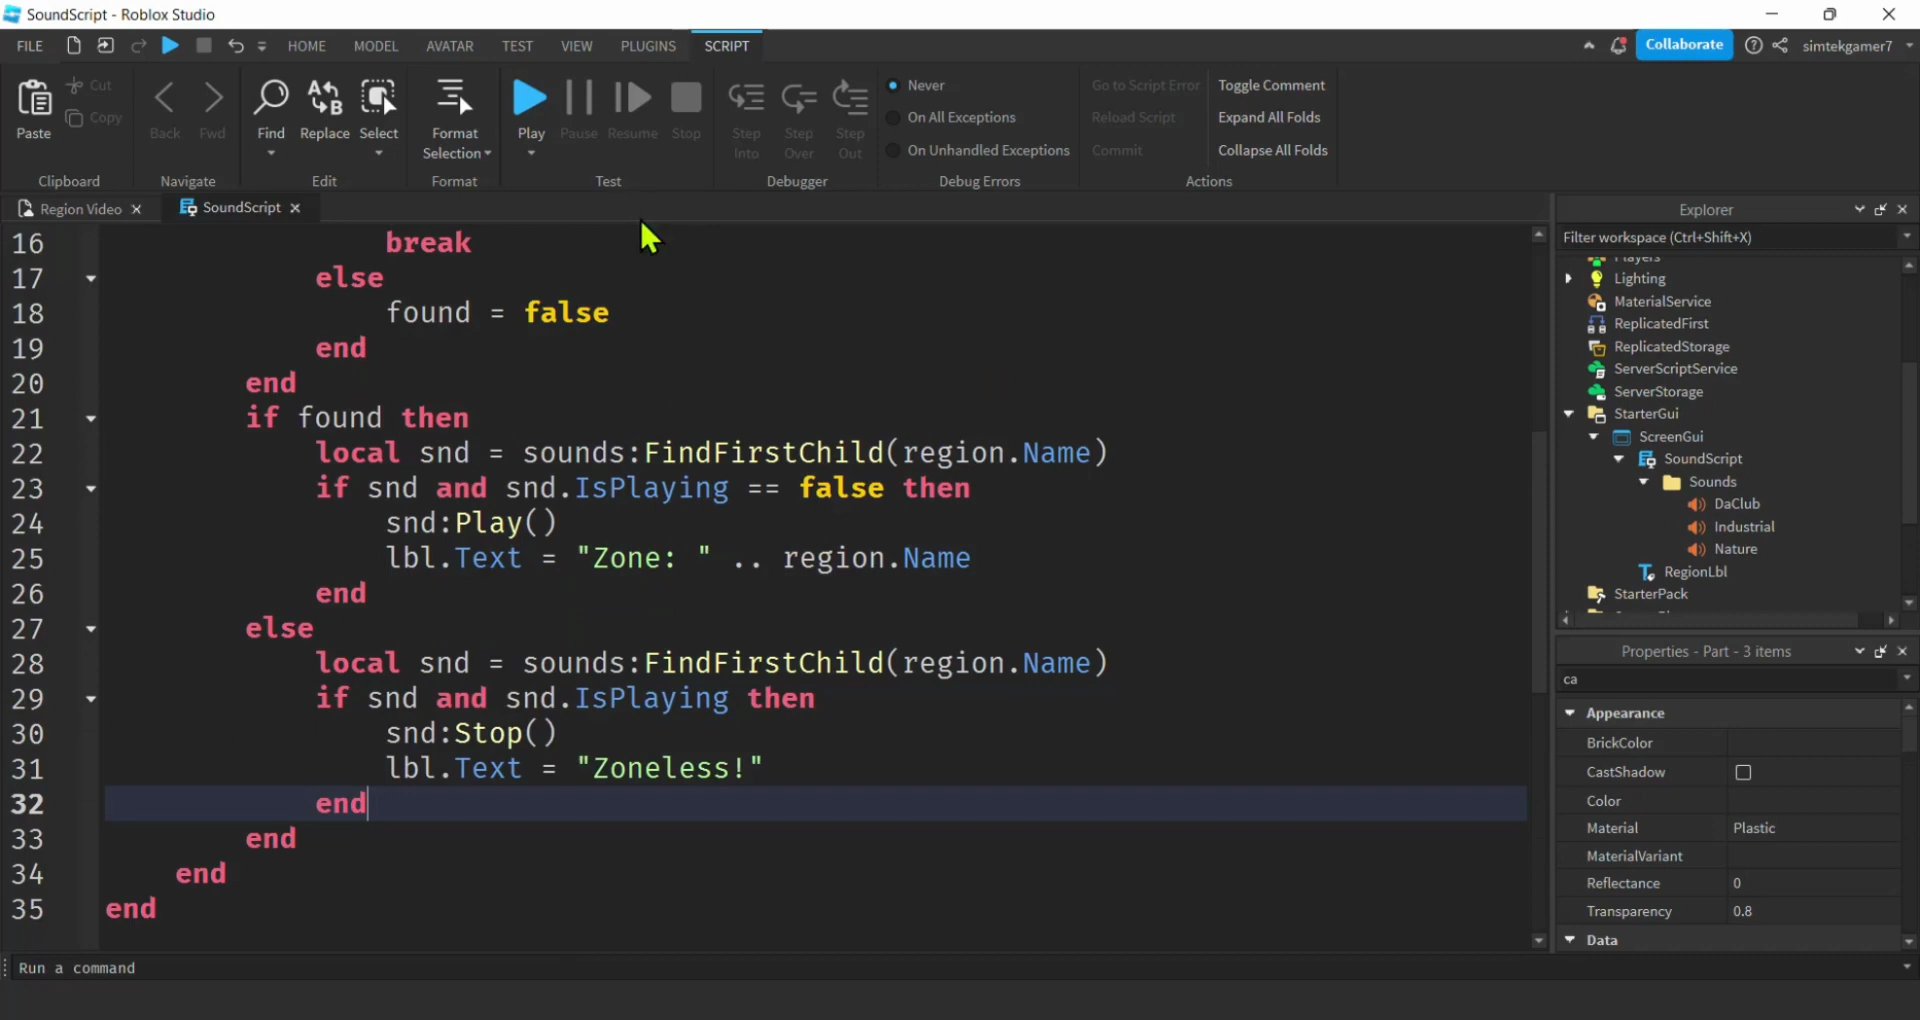 SoundScript - Roblox Studio
FILE HOME MODEL AVATAR TEST VIEW PLUGINS SCRIPT Collaborate simtekgamer7
Paste Cut Copy
Back Fwd
Find Replace Select
Format Selection
Play Pause Resume Stop
Step Into Step Over Step Out
Never
On All Exceptions
On Unhandled Exceptions
Go to Script Error
Reload Script
Commit
Toggle Comment
Expand All Folds
Collapse All Folds
Clipboard Navigate Edit Format Test Debugger Debug Errors Actions
Region Video SoundScript
16 break
17 else
18 found = false
19 end
20 end
21 if found then
22 local snd = sounds:FindFirstChild(region.Name)
23 if snd and snd.IsPlaying == false then
24 snd:Play()
25 lbl.Text = "Zone: " .. region.Name
26 end
27 else
28 local snd = sounds:FindFirstChild(region.Name)
29 if snd and snd.IsPlaying then
30 snd:Stop()
31 lbl.Text = "Zoneless!"
32 end
33 end
34 end
35 end
Run a command
Explorer
Filter workspace (Ctrl+Shift+X)
Players
Lighting
MaterialService
ReplicatedFirst
ReplicatedStorage
ServerScriptService
ServerStorage
StarterGui
ScreenGui
SoundScript
Sounds
DaClub
Industrial
Nature
RegionLbl
StarterPack
Properties - Part - 3 items
ca
Appearance
BrickColor
CastShadow
Color
Material Plastic
MaterialVariant
Reflectance 0
Transparency 0.8
Data